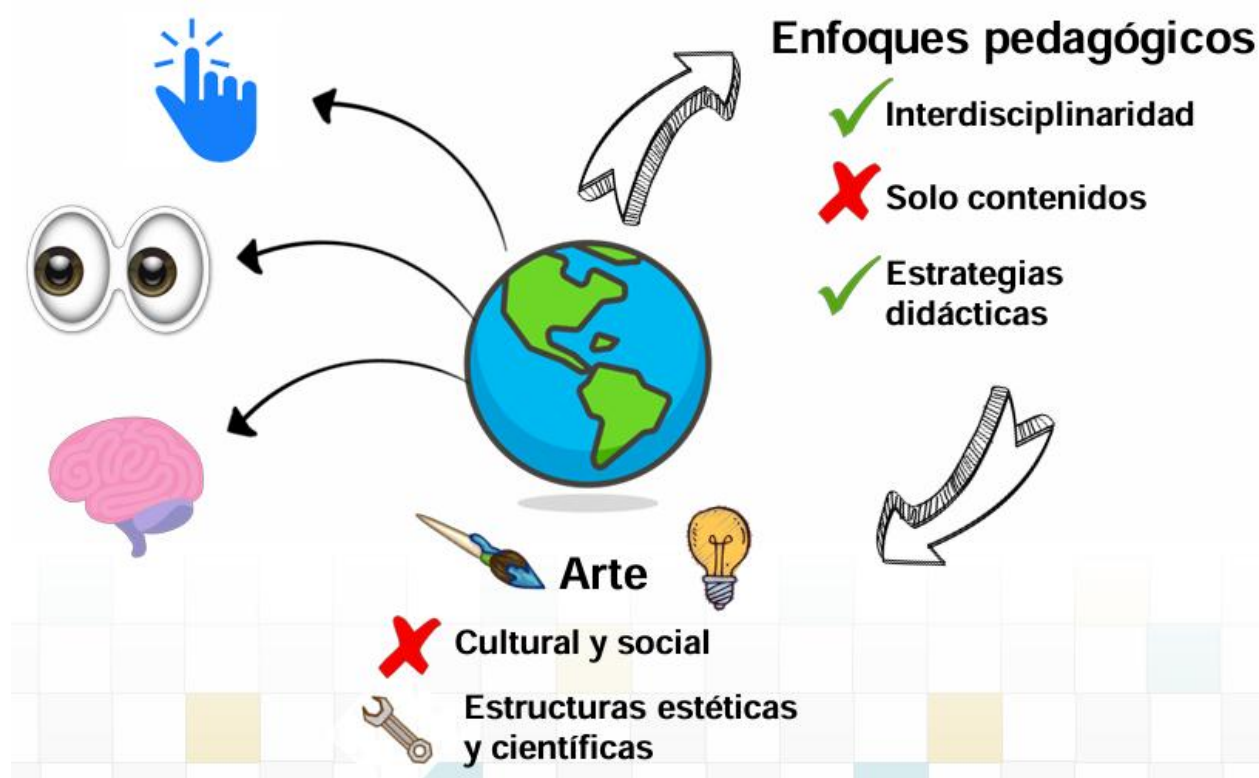 Enfoques pedagógicos
Interdisciplinaridad
Solo contenidos
Estrategias
didácticas
Arte
Cultural y social
Estructuras estéticas
y científicas